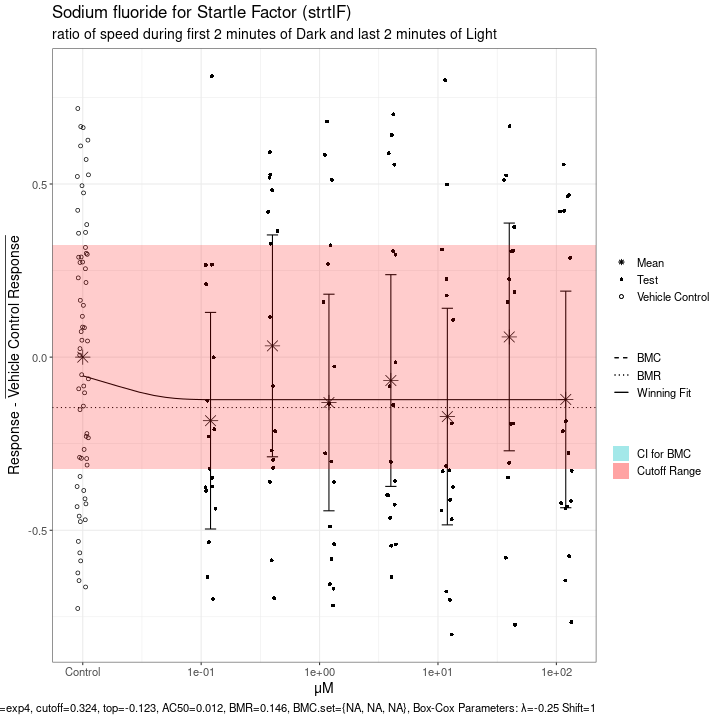 Sodium fluoride for Startle Factor (strtlF)
ratio of speed during first 2 minutes of Dark and last 2 minutes of Light
Response - Vehicle Control Response
0.5
0.0
-0.5
Control
1e-01
1e+00
1e+01
1e+02
μM
Mean
Test
Vehicle Control
BMC
BMR
Winning Fit
CI for BMC
Cutoff Range
=exp4, cutoff=0.324, top=-0.123, AC50=0.012, BMR=0.146, BMC.set={NA, NA, NA}, Box-Cox Parameters: λ=-0.25 Shift=1